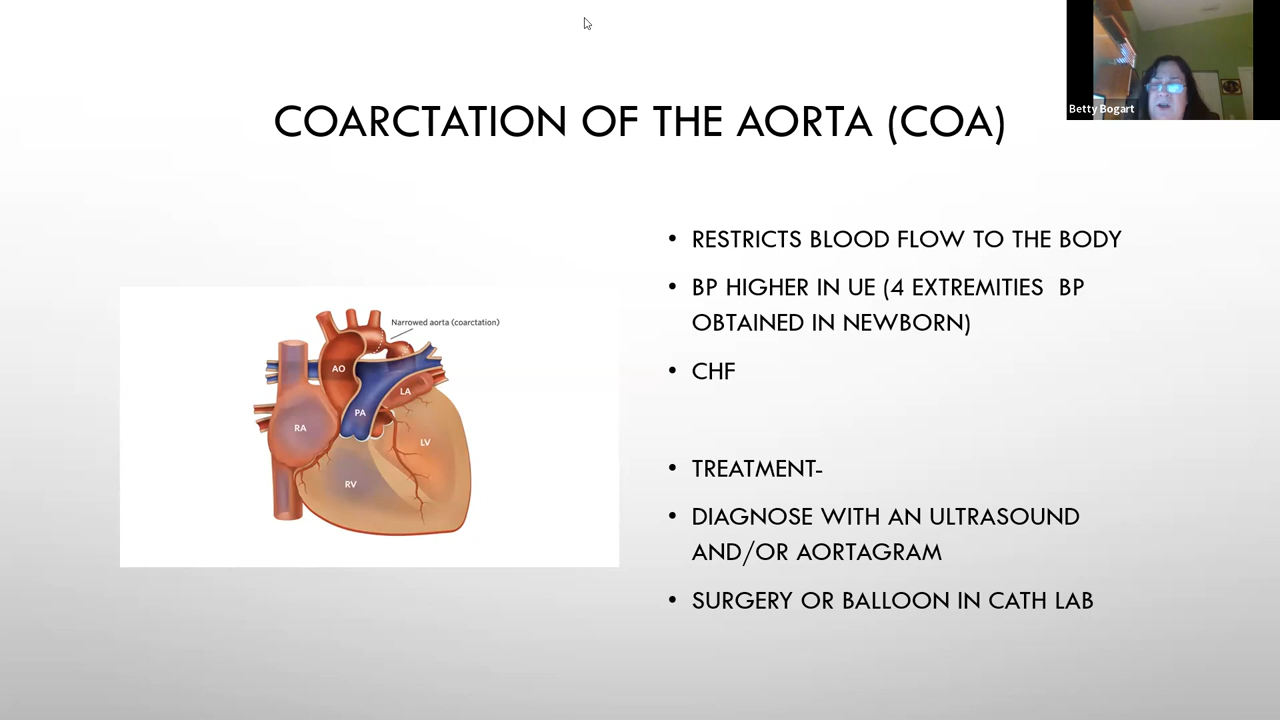 Betty Bogart
COARCTATION OF THE AORTA (COA)
• RESTRICTS BLOOD FLOW TO THE BODY
• BP HIGHER IN UE (4 EXTREMITIES BP
OBTAINED IN NEWBORN)
• CHF
• TREATMENT-
• DIAGNOSE WITH AN ULTRASOUND
AND/OR AORTAGRAM
• SURGERY OR BALLOON IN CATH LAB
Narrowed aorta (coarctation)
AO
LA
PA
RA
LV
RV